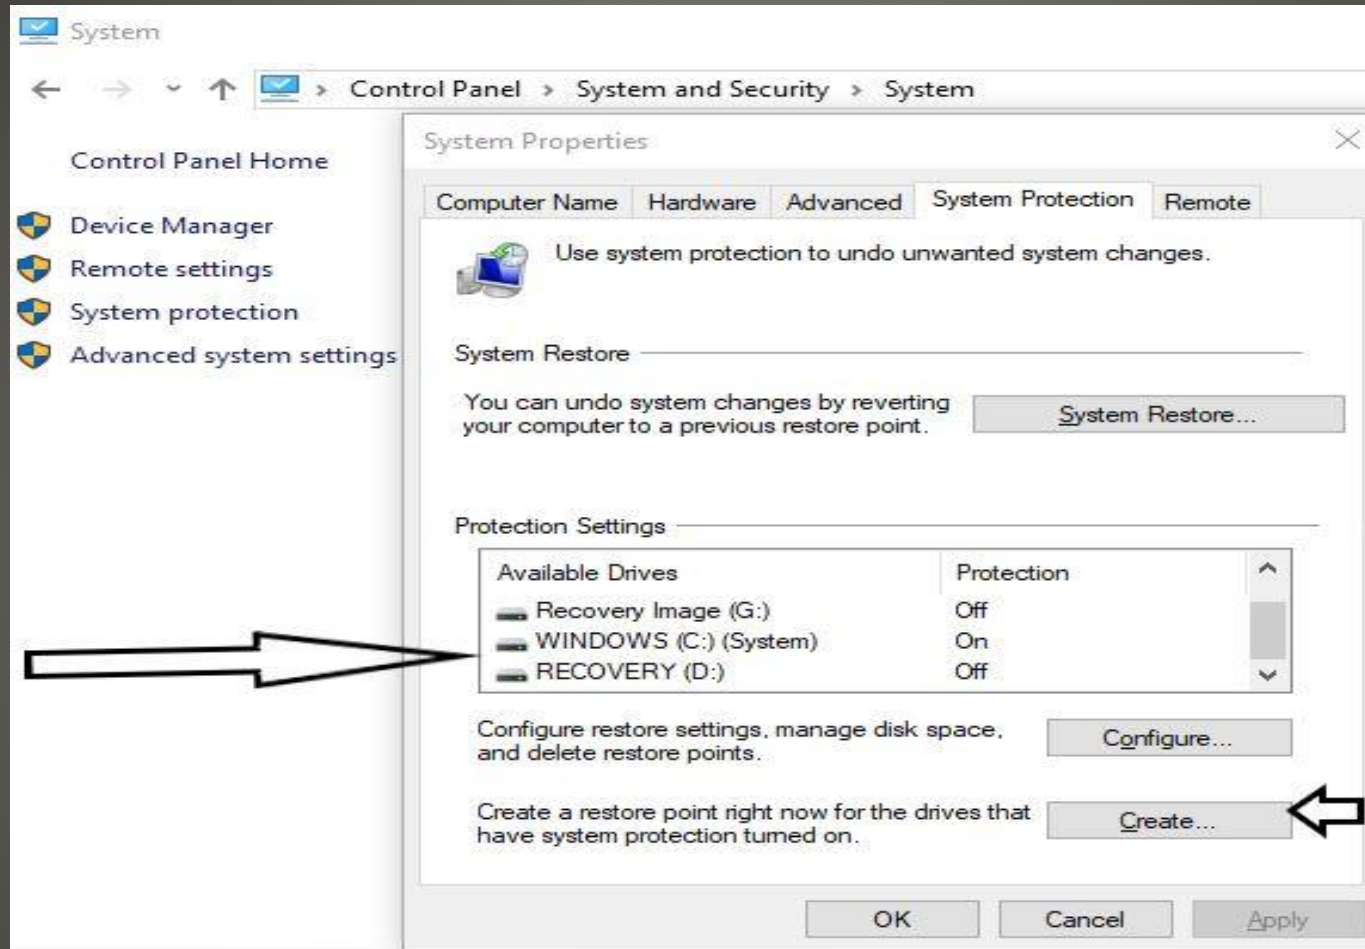 System
Control Panel > System and Security > System
Control Panel Home
Device Manager
Remote settings
System protection
Advanced system settings
System Properties
Computer Name Hardware Advanced System Protection Remote
Use system protection to undo unwanted system changes.
System Restore
You can undo system changes by reverting
your computer to a previous restore point.
System Restore...
Protection Settings
Available Drives Protection
Recovery Image (G:) Off
WINDOWS (C:) (System) On
RECOVERY (D:) Off
Configure restore settings, manage disk space,
and delete restore points.
Configure...
Create a restore point right now for the drives that
have system protection turned on.
Create...
OK Cancel Apply